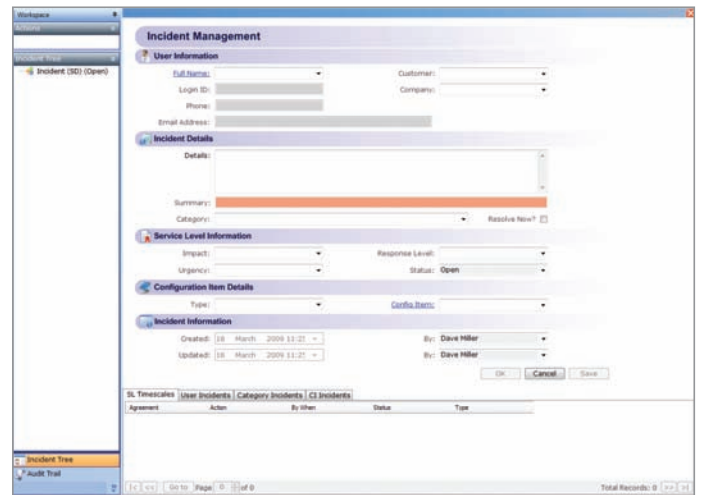 Workspace
Actions
Incident Tree
Incident (SD) (Open)
Incident Management
User Information
Full Name: Customer:
Login ID: Company:
Phone:
Email Address:
Incident Details
Details:
Summary:
Category: Resolve Now?
Service Level Information
Impact: Response Level:
Urgency: Status: Open
Configuration Item Details
Type: Config Item:
Incident Information
Created: 18 March 2009 11:25 By: Dave Miller
Updated: 18 March 2009 11:25 By: Dave Miller
OK Cancel Save
SL Timescales User Incidents Category Incidents CI Incidents
Agreement Action By When Status Type
Incident Tree
Audit Trail
|< << Go to Page 0 of 0 Total Records: 0 >> >|